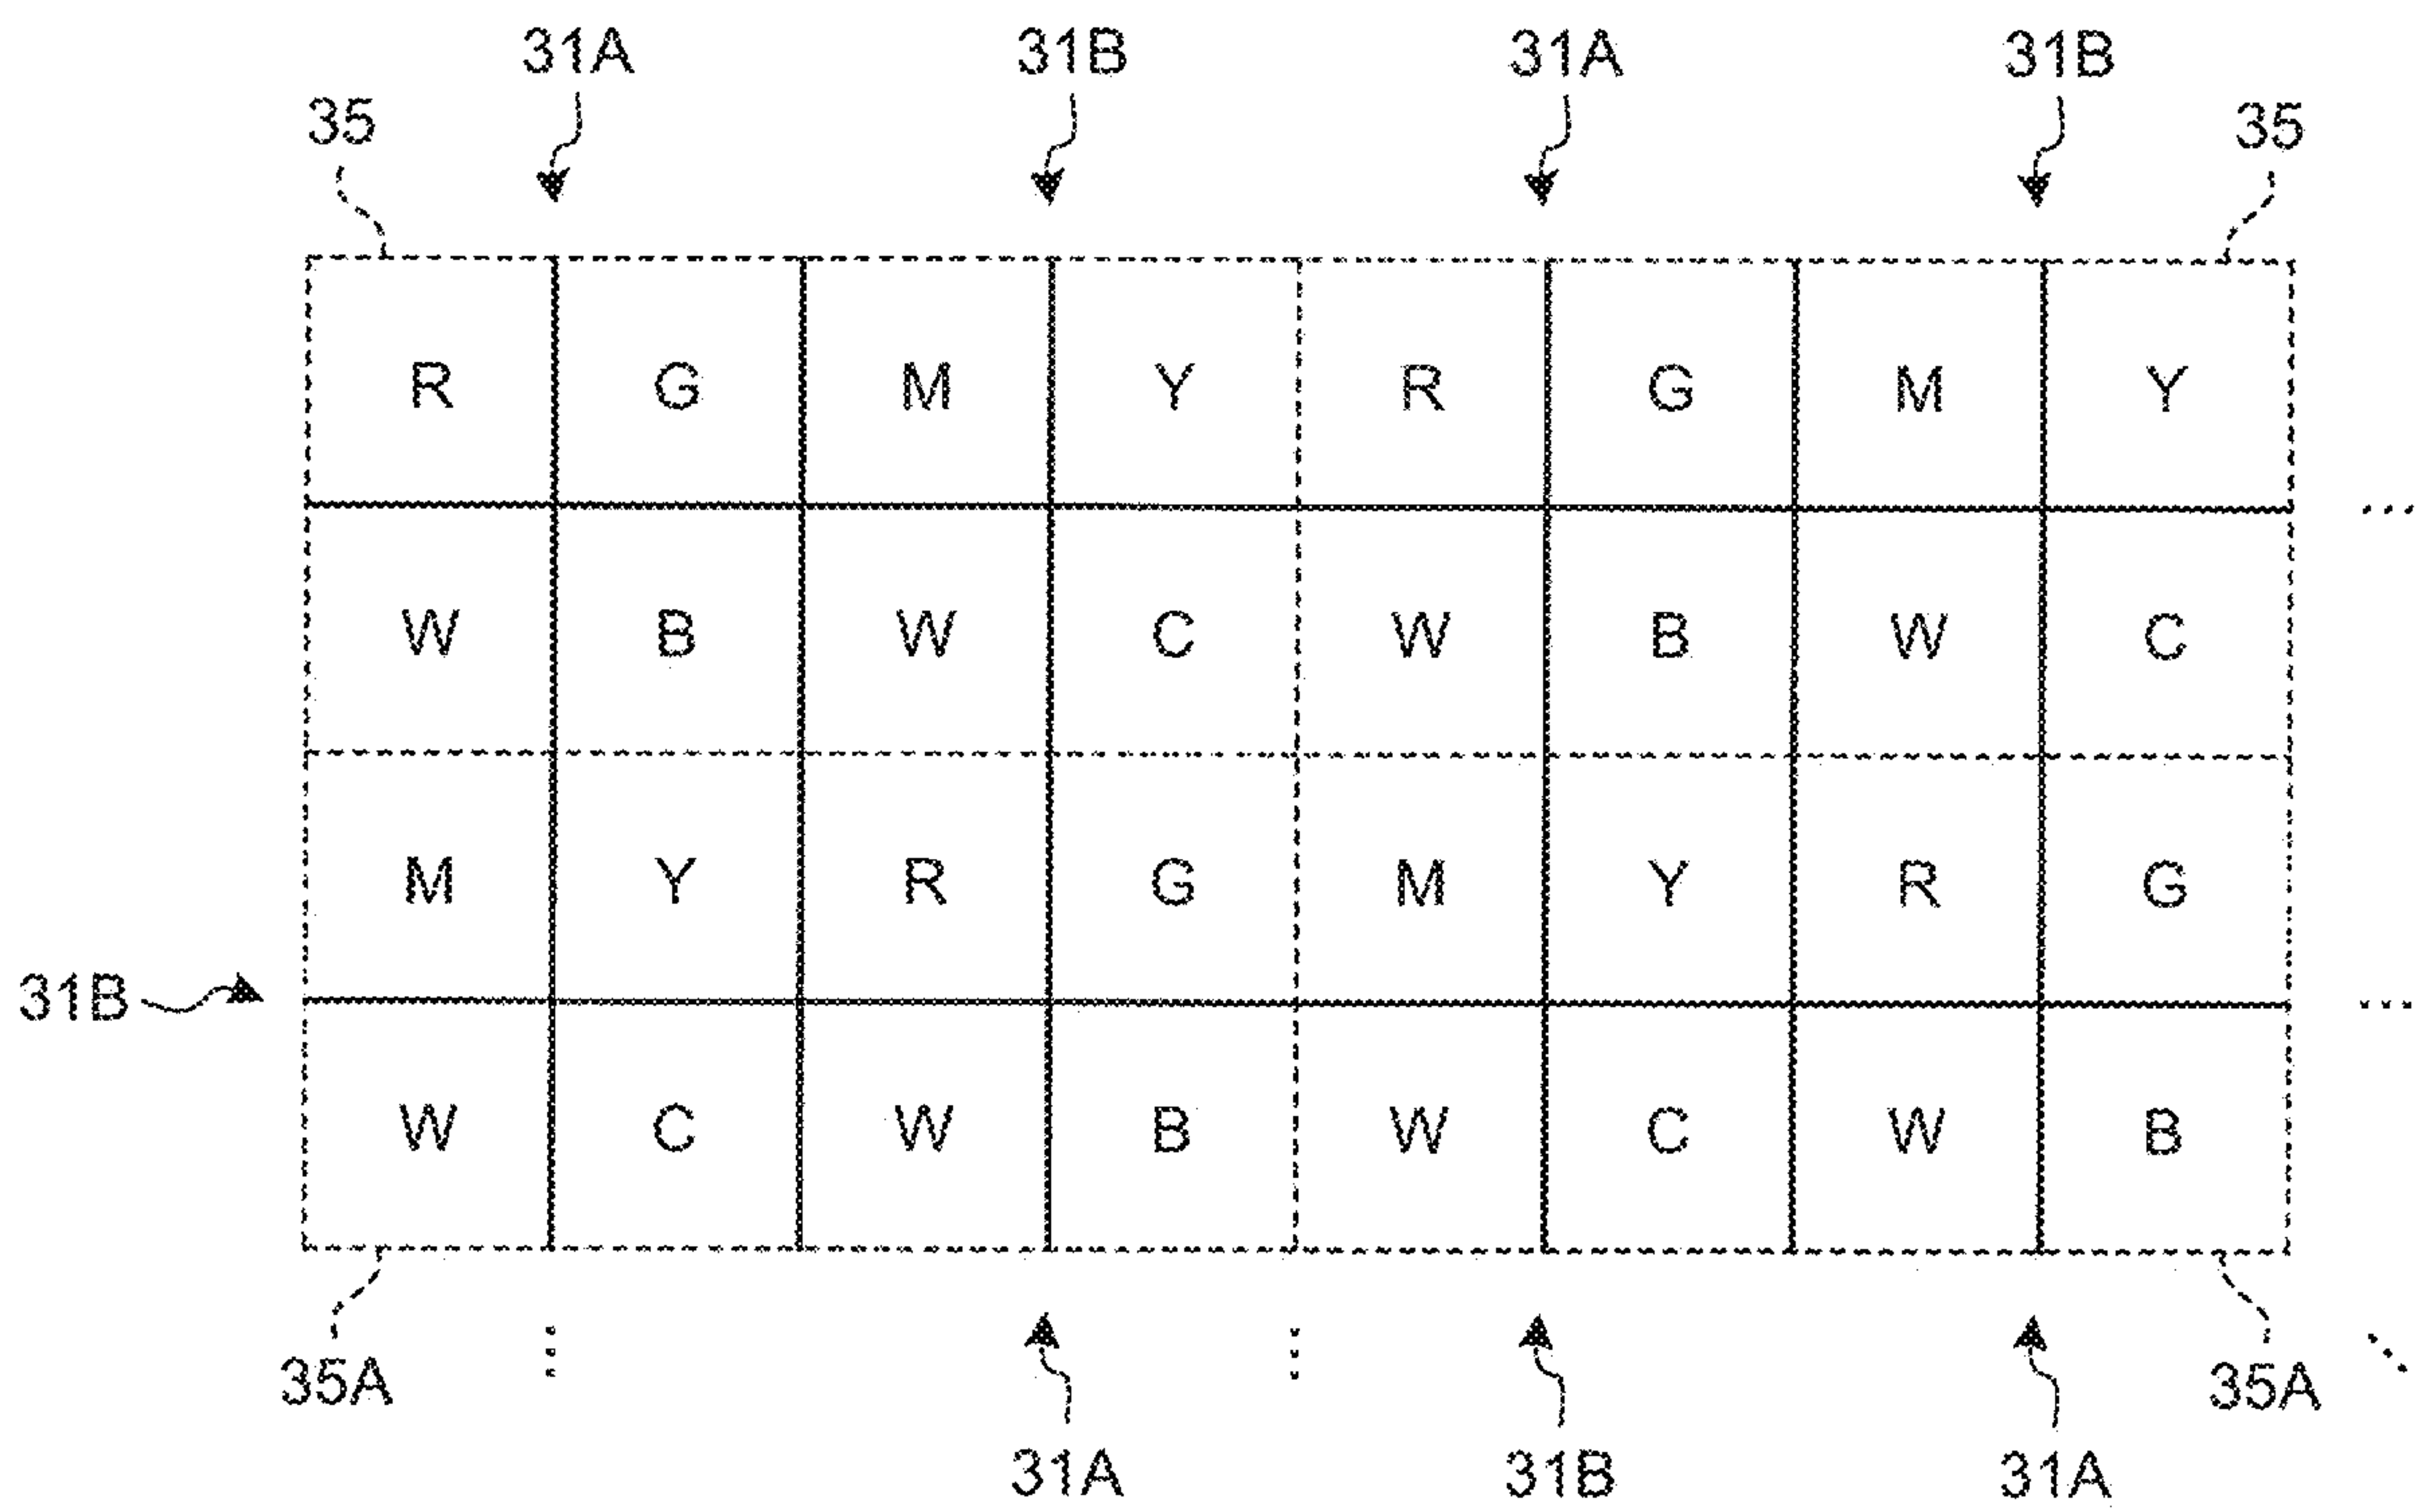 31A 31B 31A 31B
35 35
R G M Y R G M Y
W B W C W B W C ...
M Y R G M Y R G
31B ...
W C W B W C W B
35A 35A
31A 31B 31A